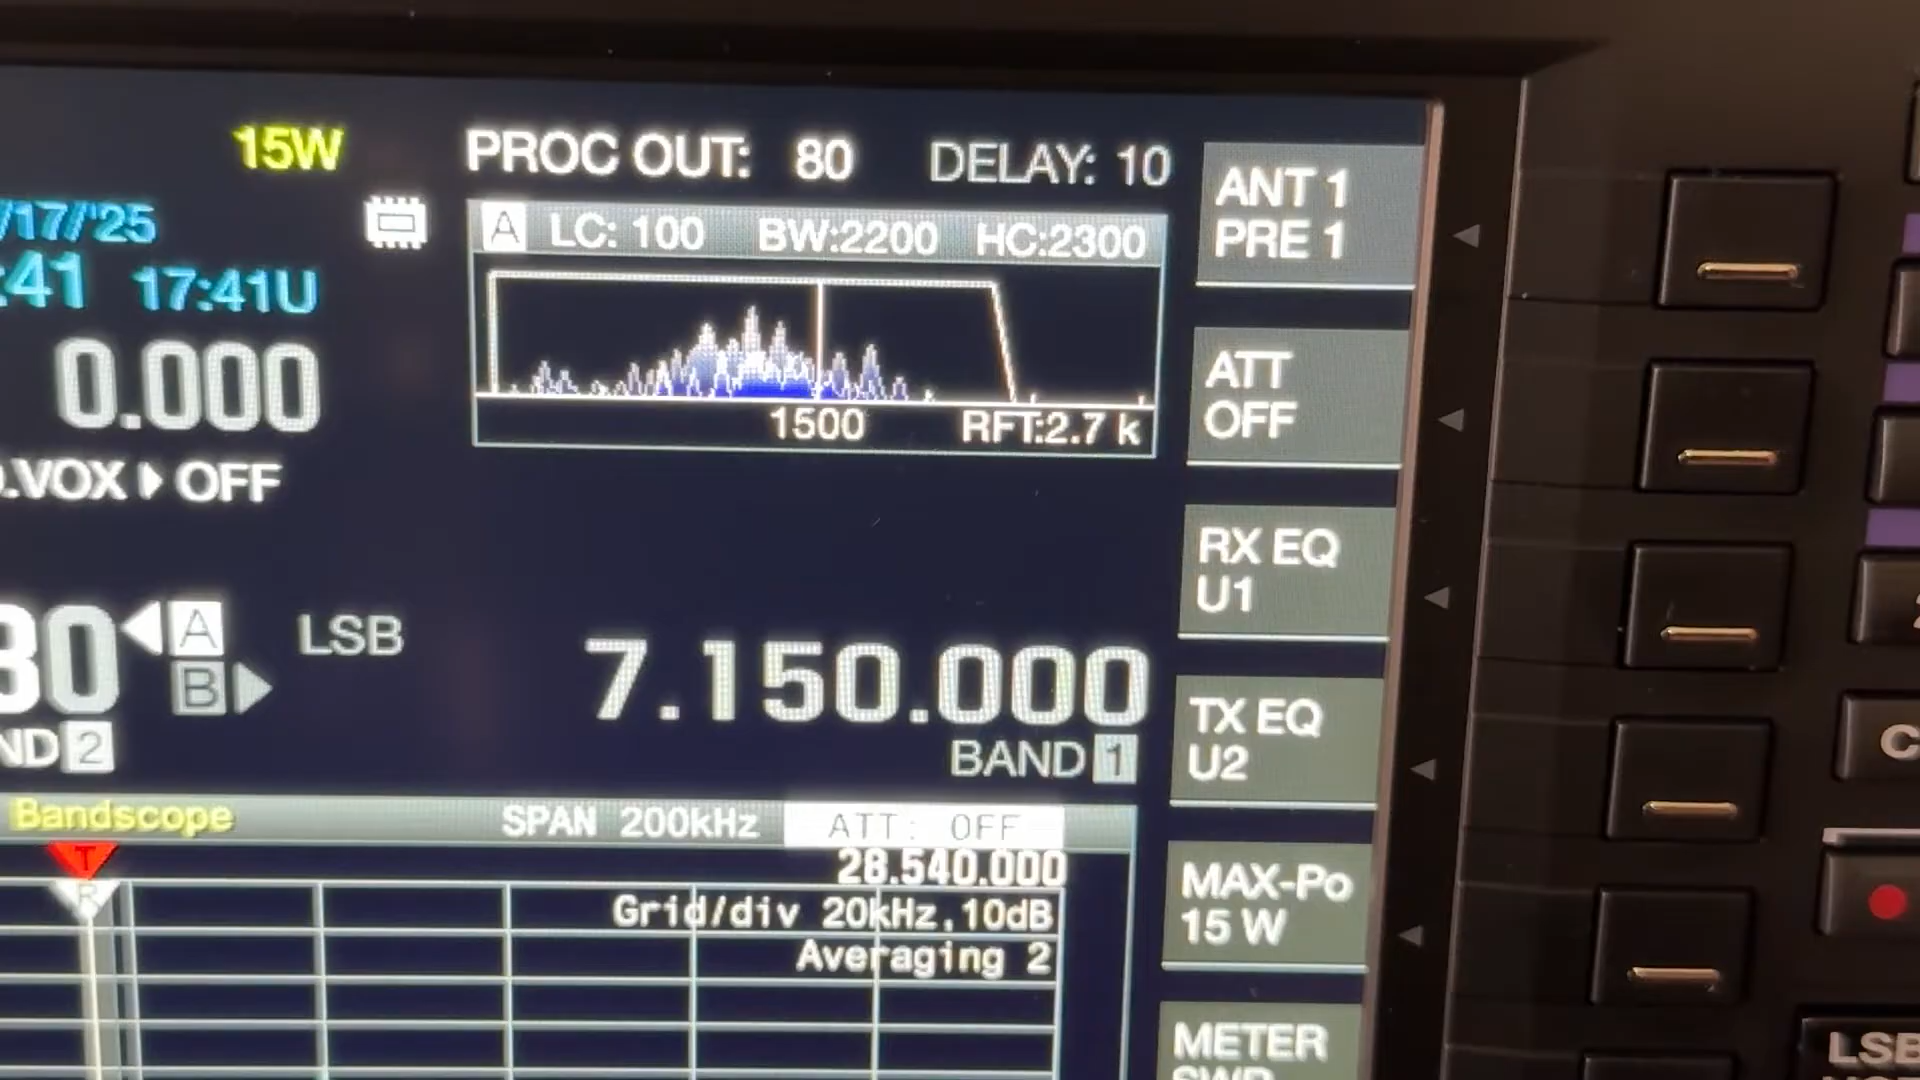 15W
PROC OUT: 80 DELAY: 10
ANT 1
PRE 1
/17/'25
A LC: 100 BW:2200 HC:2300
:41 17:41U
0.000
1500 RFT:2.7 k
ATT
OFF
.VOX ▶ OFF
RX EQ
U1
30 ◀ A LSB 7.150.000
B ▶
ND 2 BAND 1
TX EQ
U2
Bandscope SPAN 200kHz ATT: OFF
T
R
28.540.000
Grid/div 20kHz,10dB
Averaging 2
MAX-Po
15 W
METER
SWR
C
LSB